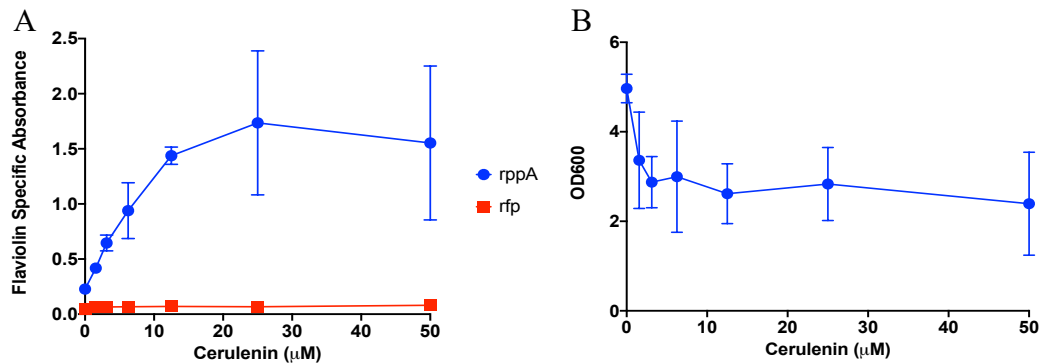 A
Flaviolin Specific Absorbance
2.5
2.0
1.5
1.0
0.5
0.0
0
10
20
30
40
50
Cerulenin (μM)
rppA
rfp
B
OD600
6
4
2
0
0
10
20
30
40
50
Cerulenin (μM)